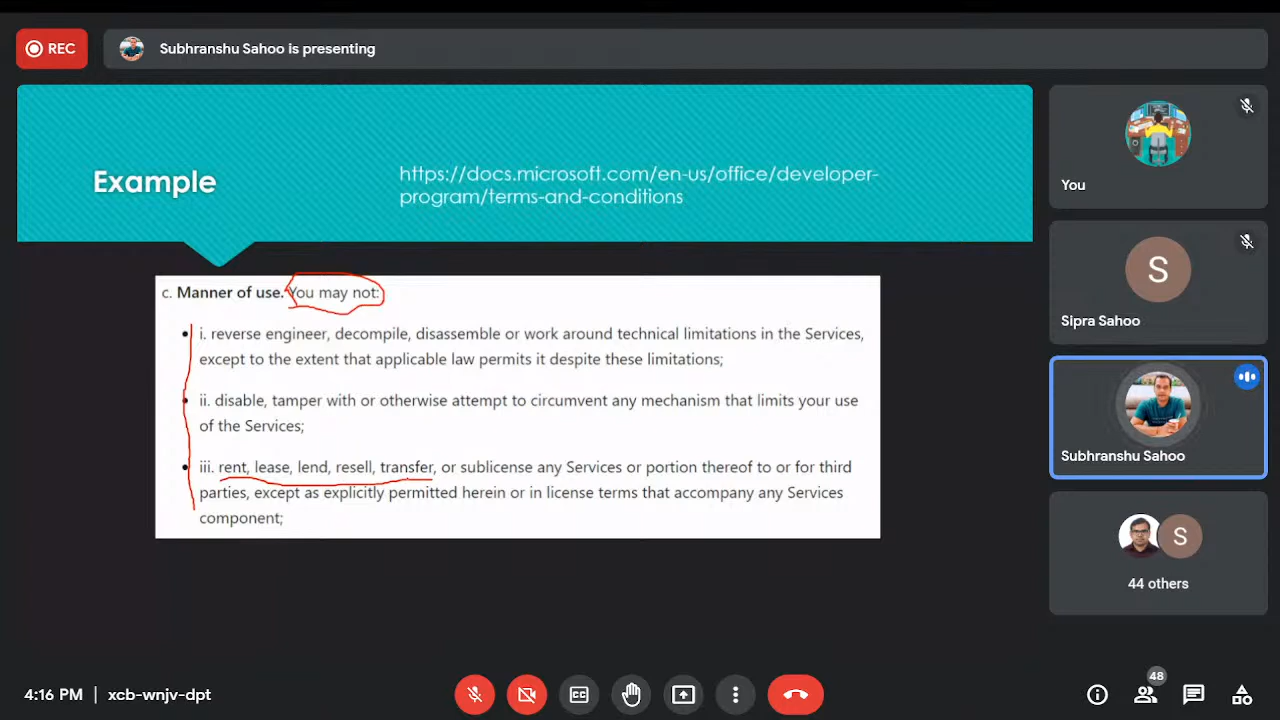 REC
Subhranshu Sahoo is presenting
Example
https://docs.microsoft.com/en-us/office/developer-
program/terms-and-conditions
c. Manner of use. You may not:
i. reverse engineer, decompile, disassemble or work around technical limitations in the Services,
except to the extent that applicable law permits it despite these limitations;
ii. disable, tamper with or otherwise attempt to circumvent any mechanism that limits your use
of the Services;
iii. rent, lease, lend, resell, transfer, or sublicense any Services or portion thereof to or for third
parties, except as explicitly permitted herein or in license terms that accompany any Services
component;
You
S
Sipra Sahoo
Subhranshu Sahoo
S
44 others
4:16 PM | xcb-wnjv-dpt
CC
48